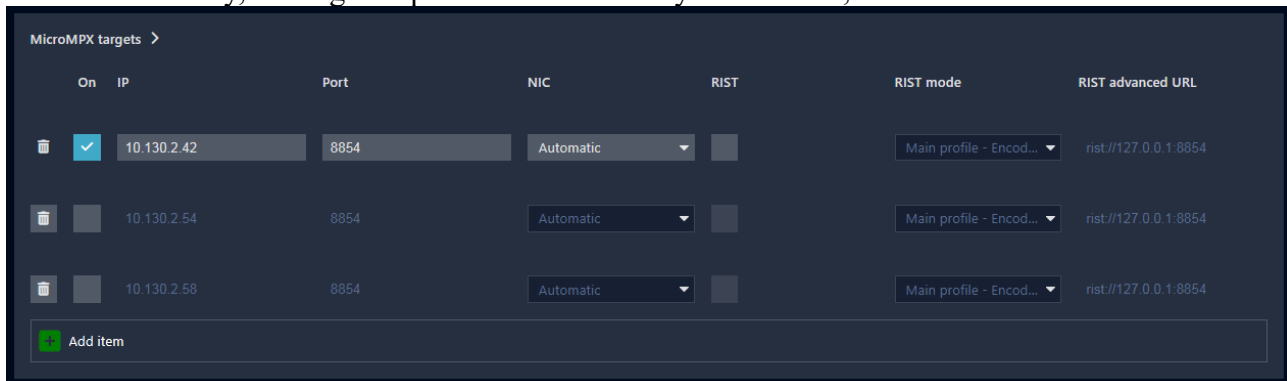 MicroMPX targets >
On IP Port NIC RIST RIST mode RIST advanced URL
10.130.2.42 8854 Automatic Main profile - Encod... rist://127.0.0.1:8854
10.130.2.54 8854 Automatic Main profile - Encod... rist://127.0.0.1:8854
10.130.2.58 8854 Automatic Main profile - Encod... rist://127.0.0.1:8854
+ Add item